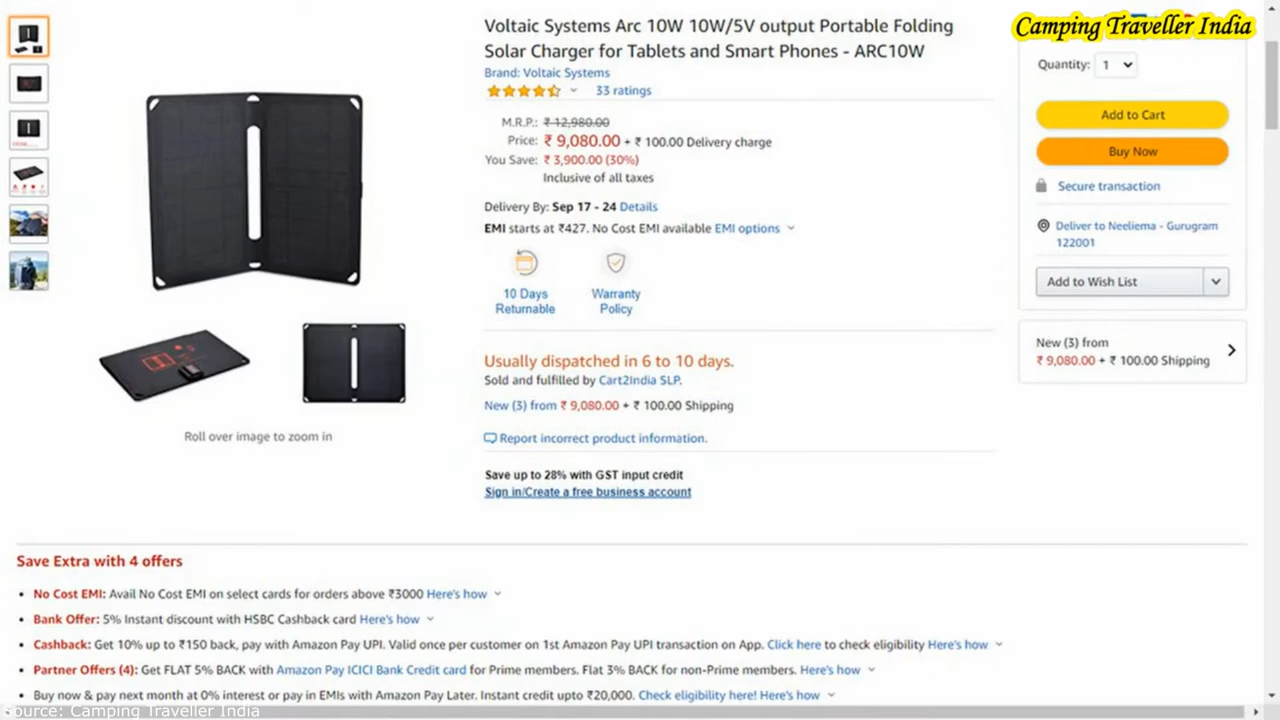 Camping Traveller India
Voltaic Systems Arc 10W 10W/5V output Portable Folding
Solar Charger for Tablets and Smart Phones - ARC10W
Brand: Voltaic Systems
33 ratings
M.R.P.: ₹ 12,980.00
Price: ₹ 9,080.00 + ₹ 100.00 Delivery charge
You Save: ₹ 3,900.00 (30%)
Inclusive of all taxes
Delivery By: Sep 17 - 24 Details
EMI starts at ₹427. No Cost EMI available EMI options
10 Days
Returnable
Warranty
Policy
Usually dispatched in 6 to 10 days.
Sold and fulfilled by Cart2India SLP.
New (3) from ₹ 9,080.00 + ₹ 100.00 Shipping
Report incorrect product information.
Save up to 28% with GST input credit
Sign in/Create a free business account
Roll over image to zoom in
Quantity: 1
Add to Cart
Buy Now
Secure transaction
Deliver to Neeliema - Gurugram
122001
Add to Wish List
New (3) from
₹ 9,080.00 + ₹ 100.00 Shipping
Save Extra with 4 offers
No Cost EMI: Avail No Cost EMI on select cards for orders above ₹3000 Here's how
Bank Offer: 5% Instant discount with HSBC Cashback card Here's how
Cashback: Get 10% up to ₹150 back, pay with Amazon Pay UPI. Valid once per customer on 1st Amazon Pay UPI transaction on App. Click here to check eligibility Here's how
Partner Offers (4): Get FLAT 5% BACK with Amazon Pay ICICI Bank Credit card for Prime members. Flat 3% BACK for non-Prime members. Here's how
Buy now & pay next month at 0% interest or pay in EMIs with Amazon Pay Later. Instant credit upto ₹20,000. Check eligibility here! Here's how
Source: Camping Traveller India